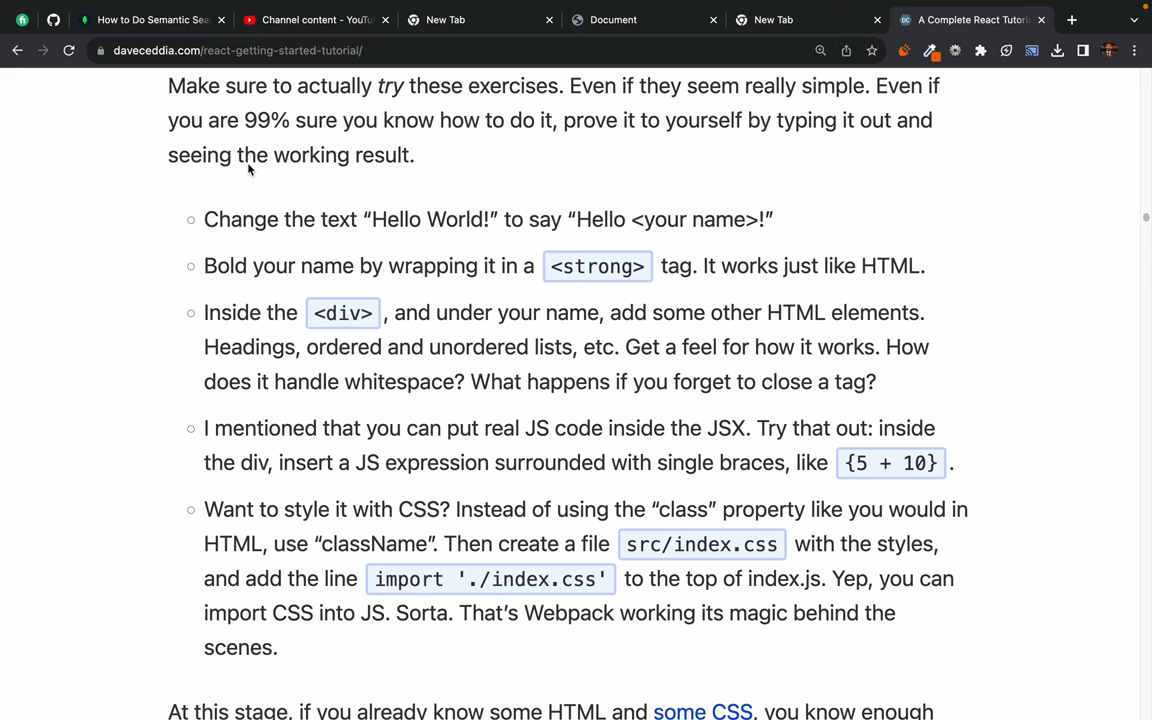 How to Do Semantic Sea
Channel content - YouTu
New Tab
Document
New Tab
A Complete React Tutoria
daveceddia.com/react-getting-started-tutorial/
Make sure to actually try these exercises. Even if they seem really simple. Even if
you are 99% sure you know how to do it, prove it to yourself by typing it out and
seeing the working result.
Change the text “Hello World!” to say “Hello <your name>!”
Bold your name by wrapping it in a <strong> tag. It works just like HTML.
Inside the <div>, and under your name, add some other HTML elements.
Headings, ordered and unordered lists, etc. Get a feel for how it works. How
does it handle whitespace? What happens if you forget to close a tag?
I mentioned that you can put real JS code inside the JSX. Try that out: inside
the div, insert a JS expression surrounded with single braces, like {5 + 10}.
Want to style it with CSS? Instead of using the “class” property like you would in
HTML, use “className”. Then create a file src/index.css with the styles,
and add the line import './index.css' to the top of index.js. Yep, you can
import CSS into JS. Sorta. That’s Webpack working its magic behind the
scenes.
At this stage, if you already know some HTML and some CSS, you know enough